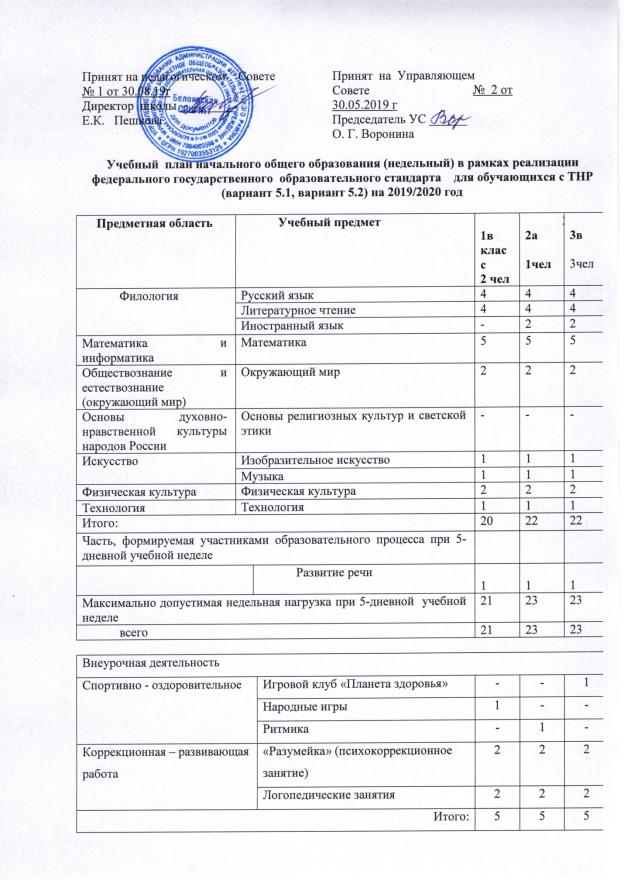 Принят на педагогическом Совете
№ 1 от 30.08.19г
Директор школы
Е.К. Пешкова
Принят на Управляющем
Совете № 2 от
30.05.2019 г
Председатель УС
О. Г. Воронина
Белоярская
Учебный план начального общего образования (недельный) в рамках реализации
федерального государственного образовательного стандарта для обучающихся с ТНР
(вариант 5.1, вариант 5.2) на 2019/2020 год
Предметная область Учебный предмет 1в клас с 2 чел 2а 1чел 3в 3чел
Филология Русский язык 4 4 4
Литературное чтение 4 4 4
Иностранный язык - 2 2
Математика и Математика 5 5 5
информатика
Обществознание и Окружающий мир 2 2 2
естествознание
(окружающий мир)
Основы духовно- Основы религиозных культур и светской - - -
нравственной культуры этики
народов России
Искусство Изобразительное искусство 1 1 1
Музыка 1 1 1
Физическая культура Физическая культура 2 2 2
Технология Технология 1 1 1
Итого: 20 22 22
Часть, формируемая участниками образовательного процесса при 5-
дневной учебной неделе
Развитие речи 1 1 1
Максимально допустимая недельная нагрузка при 5-дневной учебной 21 23 23
неделе
всего 21 23 23
Внеурочная деятельность
Спортивно - оздоровительное Игровой клуб «Планета здоровья» - - 1
Народные игры 1 - -
Ритмика - 1 -
Коррекционная – развивающая «Разумейка» (психокоррекционное 2 2 2
работа занятие)
Логопедические занятия 2 2 2
Итого: 5 5 5